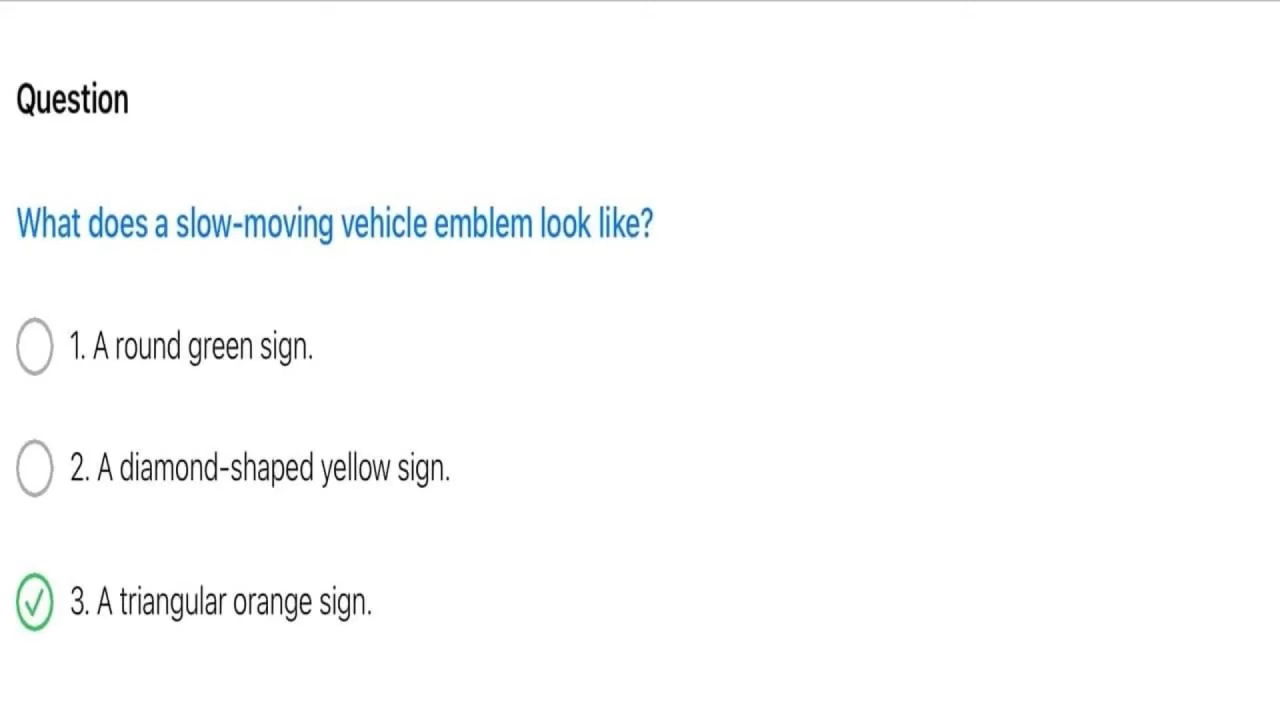 Question
What does a slow-moving vehicle emblem look like?
1. A round green sign.
2. A diamond-shaped yellow sign.
3. A triangular orange sign.